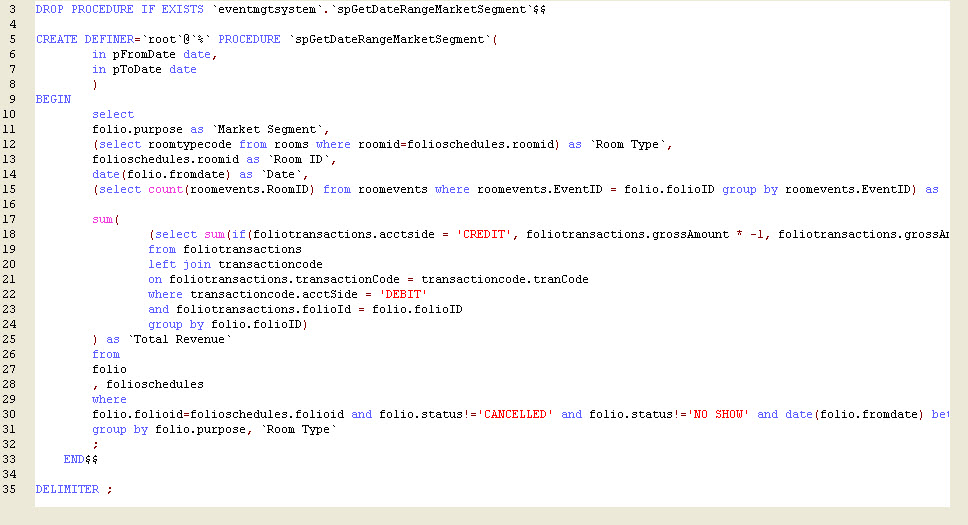 3 DROP PROCEDURE IF EXISTS `eventmgtsystem`.`spGetDateRangeMarketSegment`$$
4
5 CREATE DEFINER=`root`@`%` PROCEDURE `spGetDateRangeMarketSegment`(
6 in pFromDate date,
7 in pToDate date
8 )
9 BEGIN
10 select
11 folio.purpose as `Market Segment`,
12 (select roomtypecode from rooms where roomid=folioschedules.roomid) as `Room Type`,
13 folioschedules.roomid as `Room ID`,
14 date(folio.fromdate) as `Date`,
15 (select count(roomevents.RoomID) from roomevents where roomevents.EventID = folio.folioID group by roomevents.EventID) as
16
17 sum(
18 (select sum(if(foliotransactions.acctside = 'CREDIT', foliotransactions.grossAmount * -1, foliotransactions.grossAm
19 from foliotransactions
20 left join transactioncode
21 on foliotransactions.transactionCode = transactioncode.tranCode
22 where transactioncode.acctSide = 'DEBIT'
23 and foliotransactions.folioId = folio.folioID
24 group by folio.folioID)
25 ) as `Total Revenue`
26 from
27 folio
28 , folioschedules
29 where
30 folio.folioid=folioschedules.folioid and folio.status!='CANCELLED' and folio.status!='NO SHOW' and date(folio.fromdate) bet
31 group by folio.purpose, `Room Type`
32 ;
33 END$$
34
35 DELIMITER ;